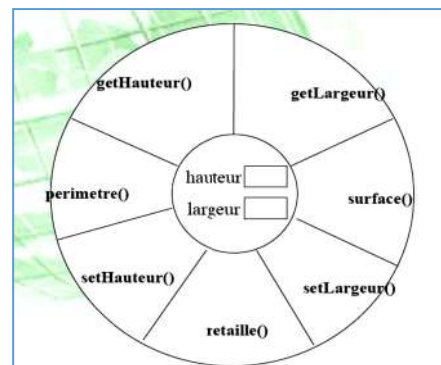 getHauteur()
getLargeur()
hauteur
perimetre()
surface()
largeur
setHauteur()
setLargeur()
retaille()